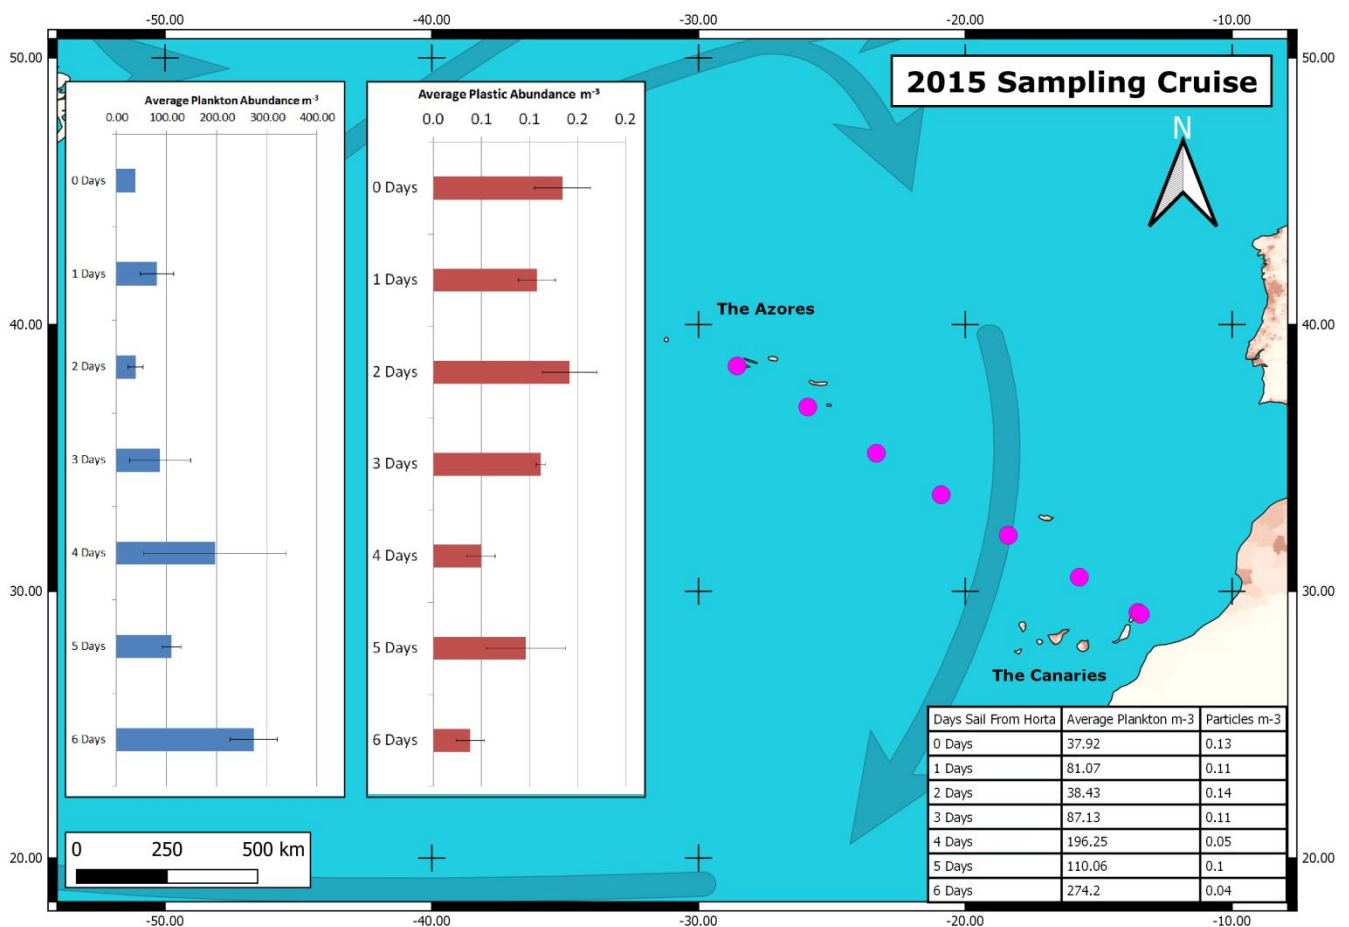 -50.00 -40.00 -30.00 -20.00 -10.00
50.00 50.00
2015 Sampling Cruise
N
Average Plankton Abundance m-3
0.00 100.00 200.00 300.00 400.00
0 Days
1 Days
2 Days
3 Days
4 Days
5 Days
6 Days
Average Plastic Abundance m-3
0.0 0.1 0.1 0.2 0.2
0 Days
1 Days
2 Days
3 Days
4 Days
5 Days
6 Days
The Azores
40.00 40.00
30.00 30.00
The Canaries
Days Sail From Horta Average Plankton m-3 Particles m-3
0 Days 37.92 0.13
1 Days 81.07 0.11
2 Days 38.43 0.14
3 Days 87.13 0.11
4 Days 196.25 0.05
5 Days 110.06 0.1
6 Days 274.2 0.04
0 250 500 km
20.00 20.00
-50.00 -40.00 -30.00 -20.00 -10.00